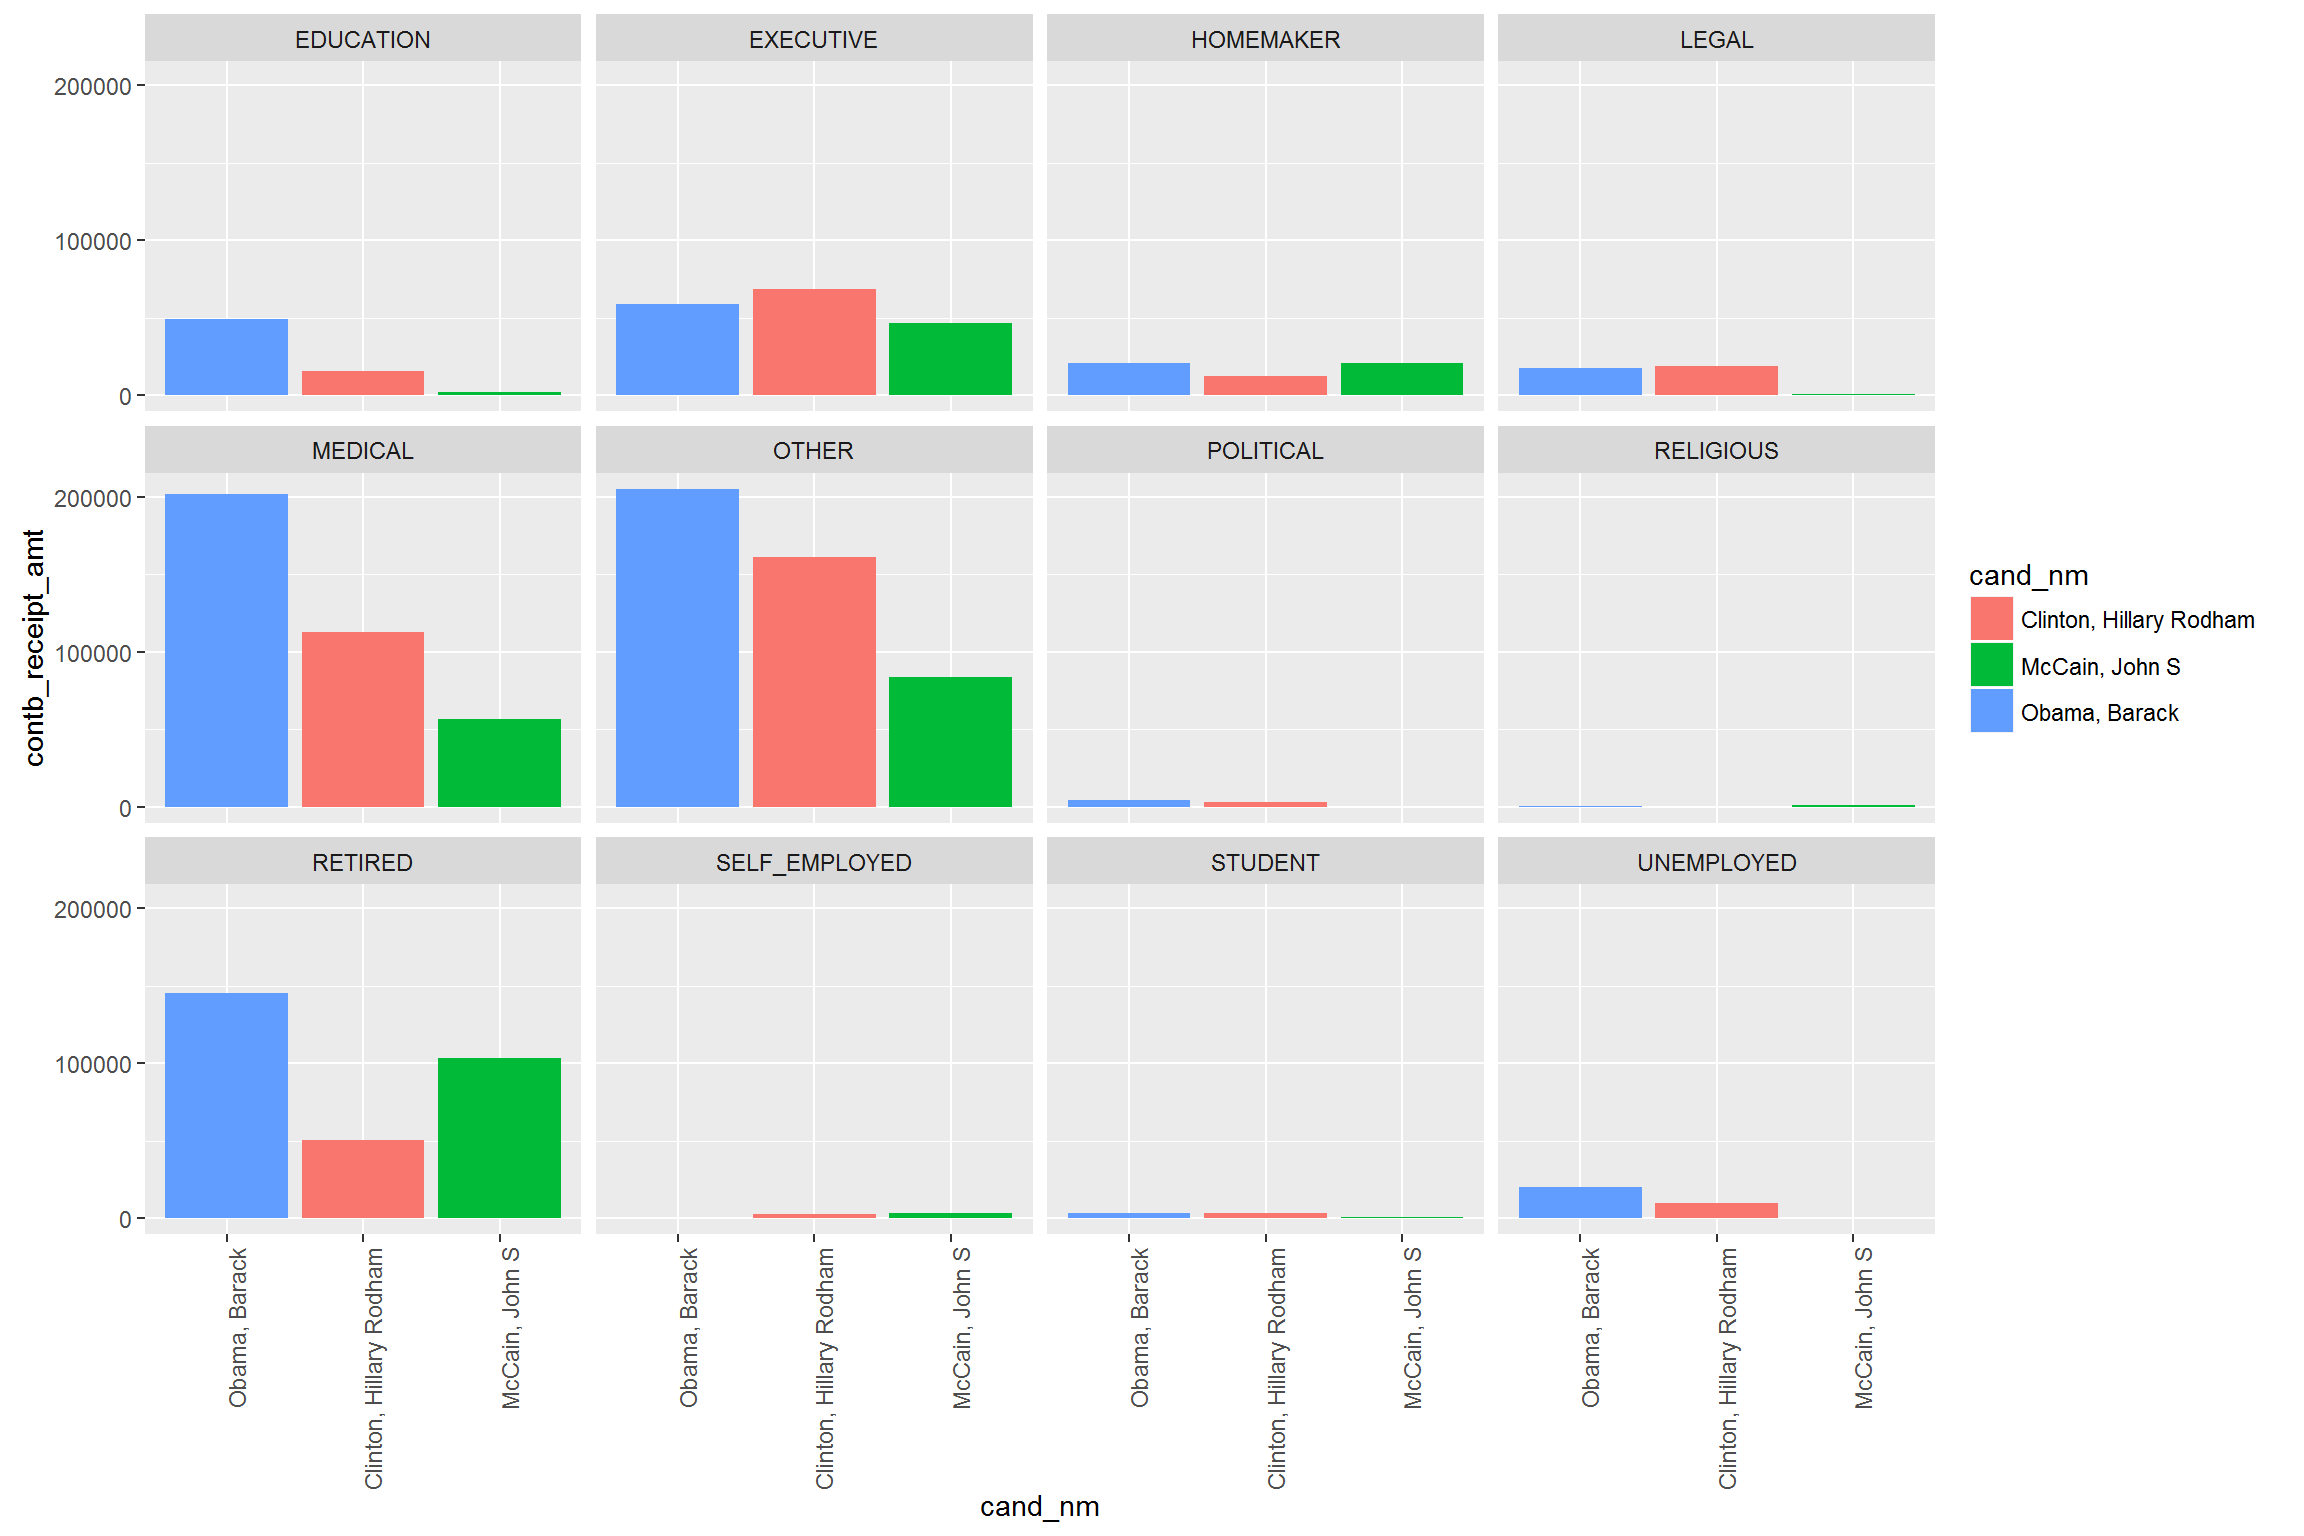 EDUCATION
EXECUTIVE
HOMEMAKER
LEGAL
200000
100000
0
MEDICAL
OTHER
POLITICAL
RELIGIOUS
200000
100000
0
RETIRED
SELF_EMPLOYED
STUDENT
UNEMPLOYED
200000
100000
0
contb_receipt_amt
Obama, Barack
Clinton, Hillary Rodham
McCain, John S
Obama, Barack
Clinton, Hillary Rodham
McCain, John S
Obama, Barack
Clinton, Hillary Rodham
McCain, John S
Obama, Barack
Clinton, Hillary Rodham
McCain, John S
cand_nm
cand_nm
Clinton, Hillary Rodham
McCain, John S
Obama, Barack